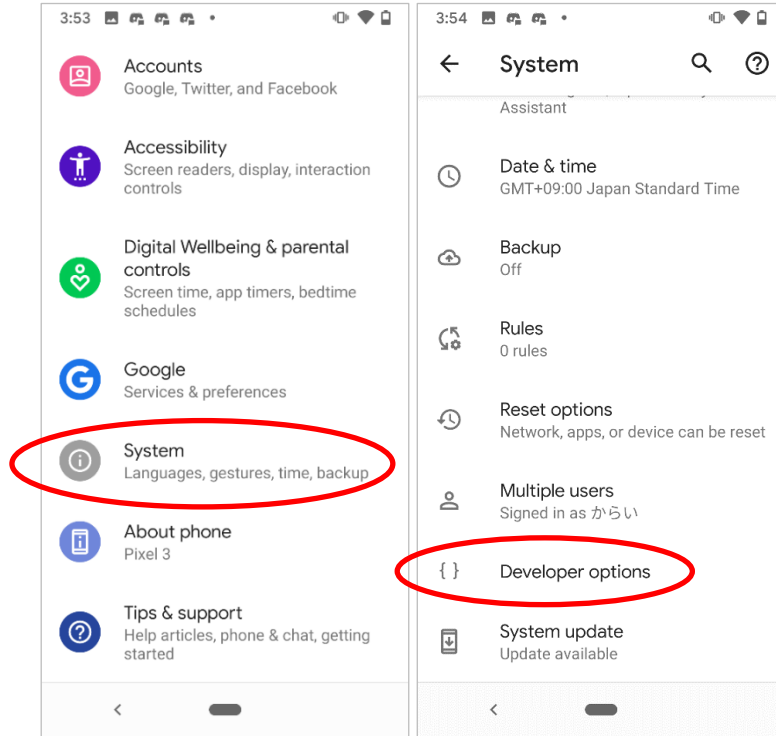 3:53
Accounts
Google, Twitter, and Facebook
Accessibility
Screen readers, display, interaction
controls
Digital Wellbeing & parental
controls
Screen time, app timers, bedtime
schedules
Google
Services & preferences
System
Languages, gestures, time, backup
About phone
Pixel 3
Tips & support
Help articles, phone & chat, getting
started
3:54
System
Assistant
Date & time
GMT+09:00 Japan Standard Time
Backup
Off
Rules
0 rules
Reset options
Network, apps, or device can be reset
Multiple users
Signed in as からい
{ } Developer options
System update
Update available